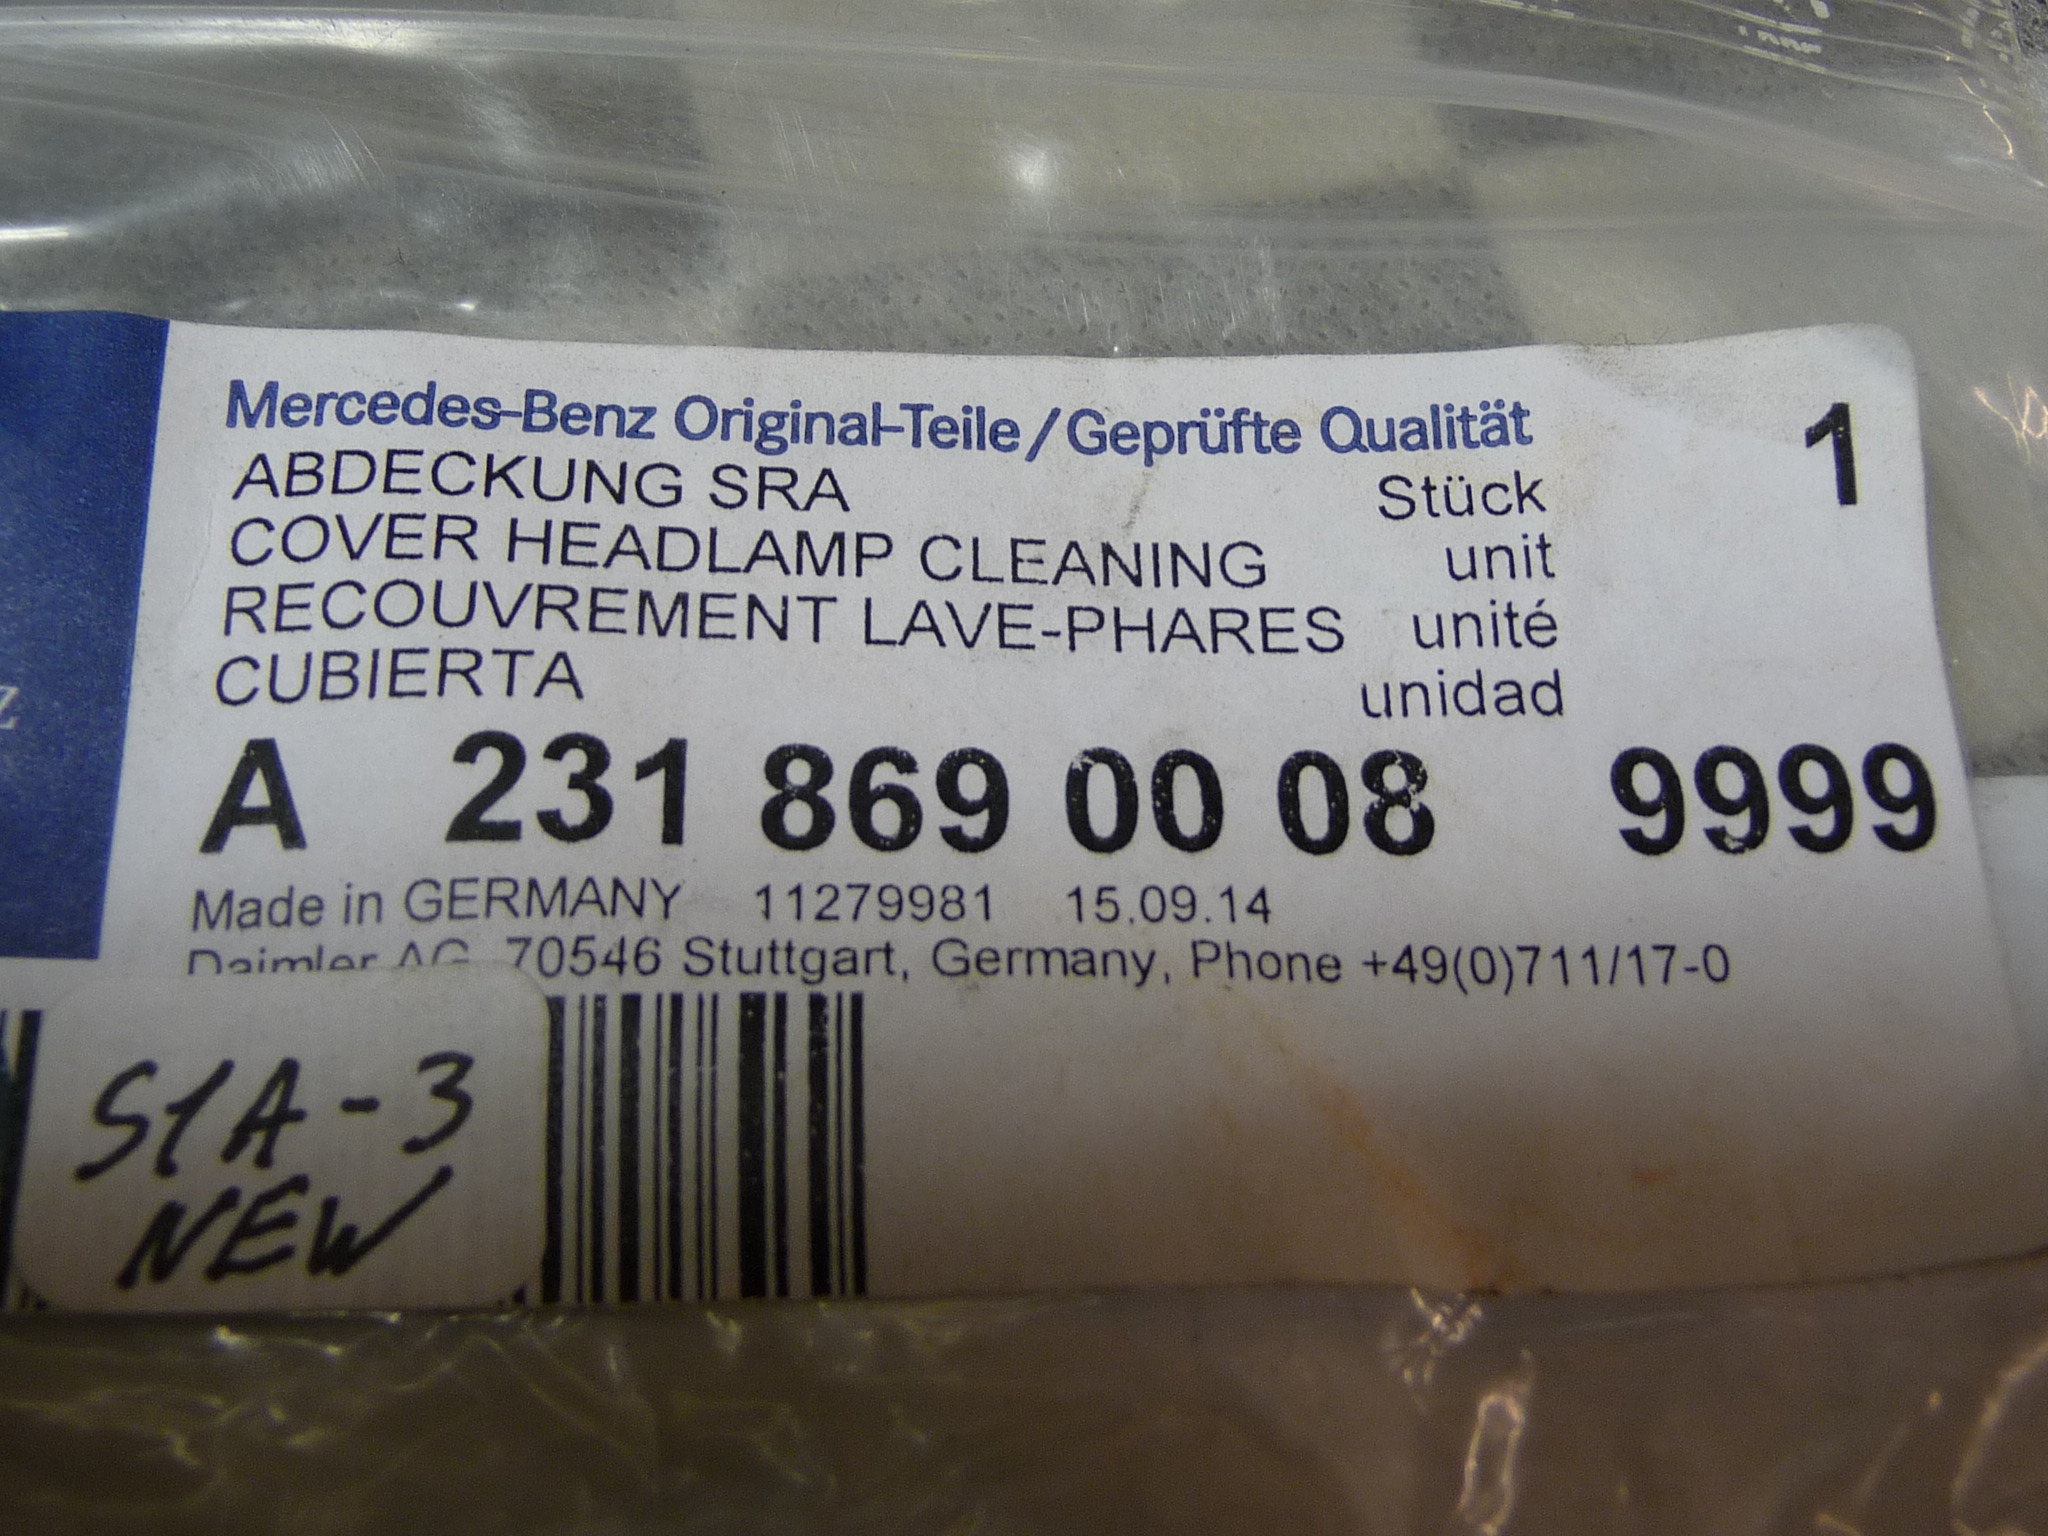 Mercedes-Benz Original-Teile/Geprüfte Qualität
1
ABDECKUNG SRA Stück
COVER HEADLAMP CLEANING unit
RECOUVREMENT LAVE-PHARES unité
CUBIERTA unidad
Z
A 231 869 00 08 9999
Made in GERMANY 11279981 15.09.14
Daimler AG, 70546 Stuttgart, Germany, Phone +49(0)711/17-0
S1A-3
NEW